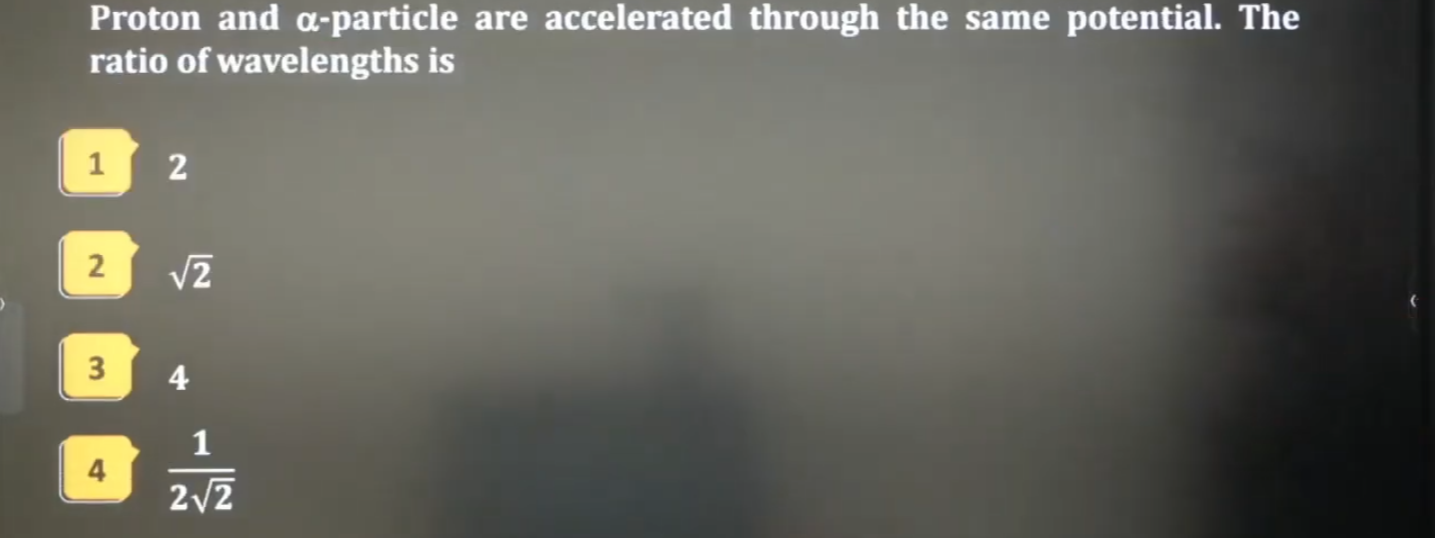 Proton and α-particle are accelerated through the same potential. The
ratio of wavelengths is
1 2
2 √2
3 4
4 1/(2√2)